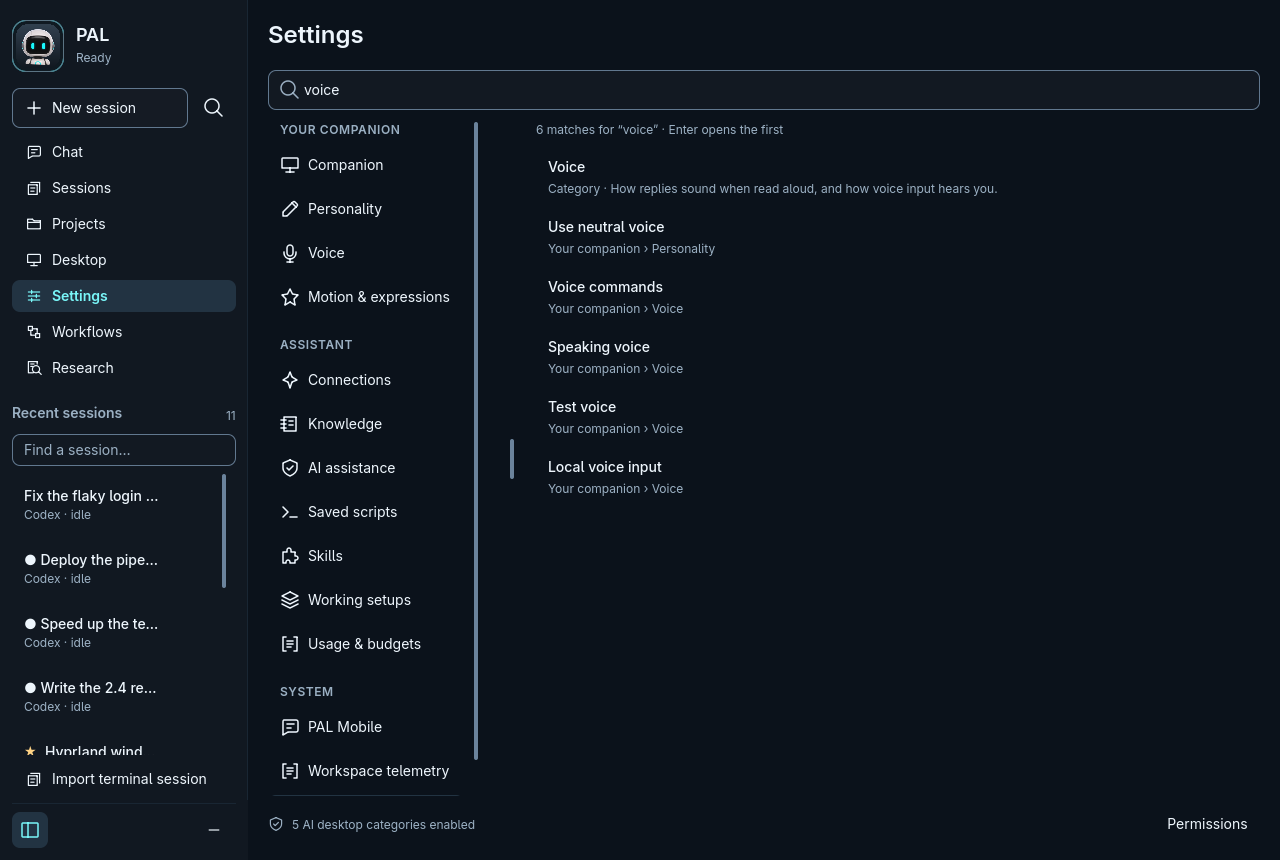 PAL
Ready
New session
Chat
Sessions
Projects
Desktop
Settings
Workflows
Research
Recent sessions
11
Find a session...
Fix the flaky login ...
Codex · idle
Deploy the pipe...
Codex · idle
Speed up the te...
Codex · idle
Write the 2.4 re...
Codex · idle
Hyprland wind
Import terminal session
Settings
voice
YOUR COMPANION
Companion
Personality
Voice
Motion & expressions
ASSISTANT
Connections
Knowledge
AI assistance
Saved scripts
Skills
Working setups
Usage & budgets
SYSTEM
PAL Mobile
Workspace telemetry
6 matches for “voice” · Enter opens the first
Voice
Category · How replies sound when read aloud, and how voice input hears you.
Use neutral voice
Your companion › Personality
Voice commands
Your companion › Voice
Speaking voice
Your companion › Voice
Test voice
Your companion › Voice
Local voice input
Your companion › Voice
5 AI desktop categories enabled
Permissions